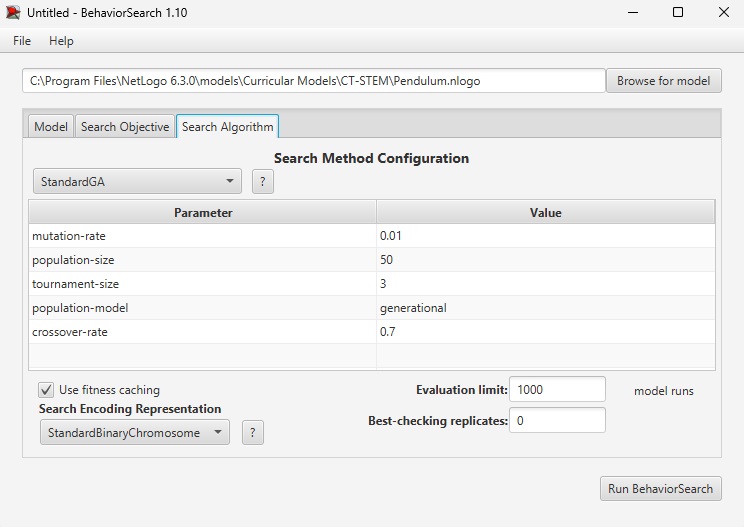 Untitled - BehaviorSearch 1.10
File Help
C:\Program Files\NetLogo 6.3.0\models\Curricular Models\CT-STEM\Pendulum.nlogo Browse for model
Model Search Objective Search Algorithm
Search Method Configuration
StandardGA ?
Parameter Value
mutation-rate 0.01
population-size 50
tournament-size 3
population-model generational
crossover-rate 0.7
Use fitness caching Evaluation limit: 1000 model runs
Search Encoding Representation
StandardBinaryChromosome ? Best-checking replicates: 0
Run BehaviorSearch